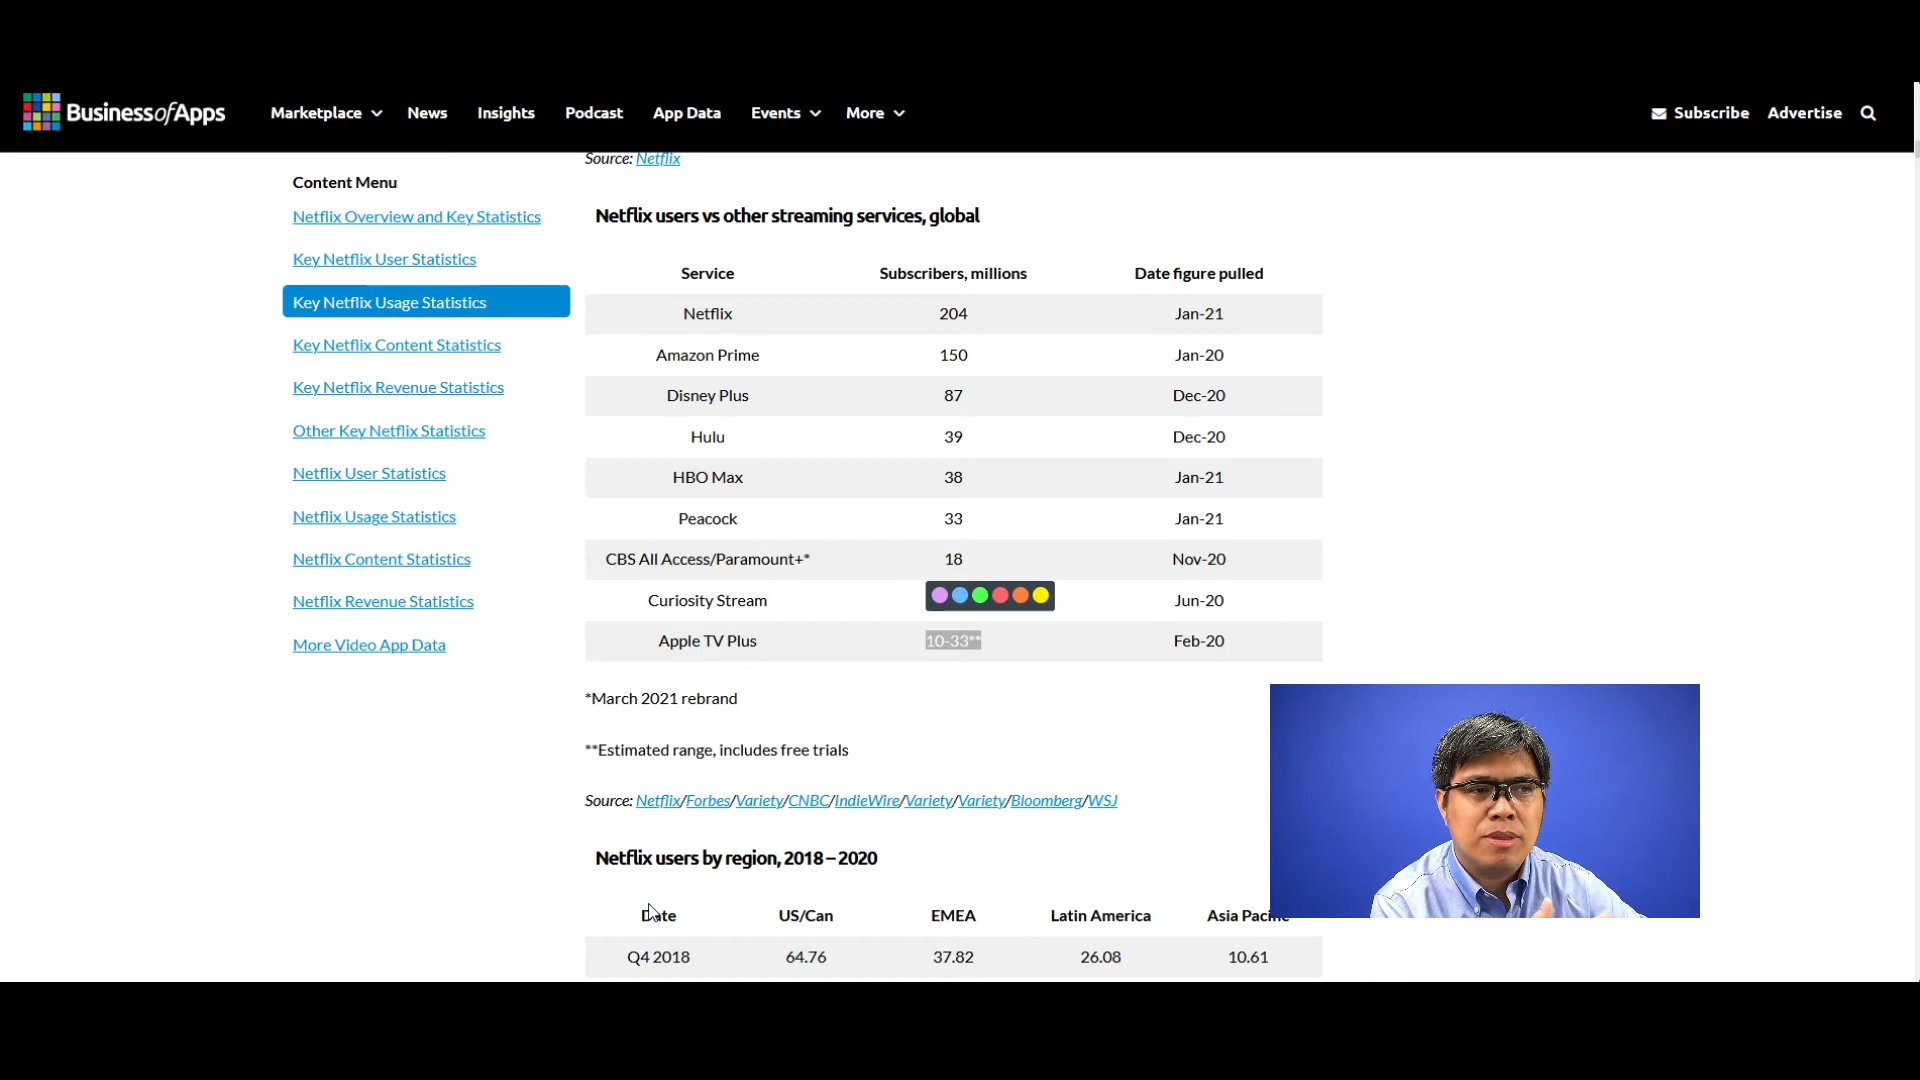 BusinessofApps
Marketplace News Insights Podcast App Data Events More Subscribe Advertise
Source: Netflix
Content Menu
Netflix Overview and Key Statistics
Key Netflix User Statistics
Key Netflix Usage Statistics
Key Netflix Content Statistics
Key Netflix Revenue Statistics
Other Key Netflix Statistics
Netflix User Statistics
Netflix Usage Statistics
Netflix Content Statistics
Netflix Revenue Statistics
More Video App Data
Netflix users vs other streaming services, global
Service Subscribers, millions Date figure pulled
Netflix 204 Jan-21
Amazon Prime 150 Jan-20
Disney Plus 87 Dec-20
Hulu 39 Dec-20
HBO Max 38 Jan-21
Peacock 33 Jan-21
CBS All Access/Paramount+* 18 Nov-20
Curiosity Stream Jun-20
Apple TV Plus 10-33** Feb-20
*March 2021 rebrand
**Estimated range, includes free trials
Source: Netflix/Forbes/Variety/CNBC/IndieWire/Variety/Variety/Bloomberg/WSJ
Netflix users by region, 2018 – 2020
Date US/Can EMEA Latin America Asia Pacific
Q4 2018 64.76 37.82 26.08 10.61